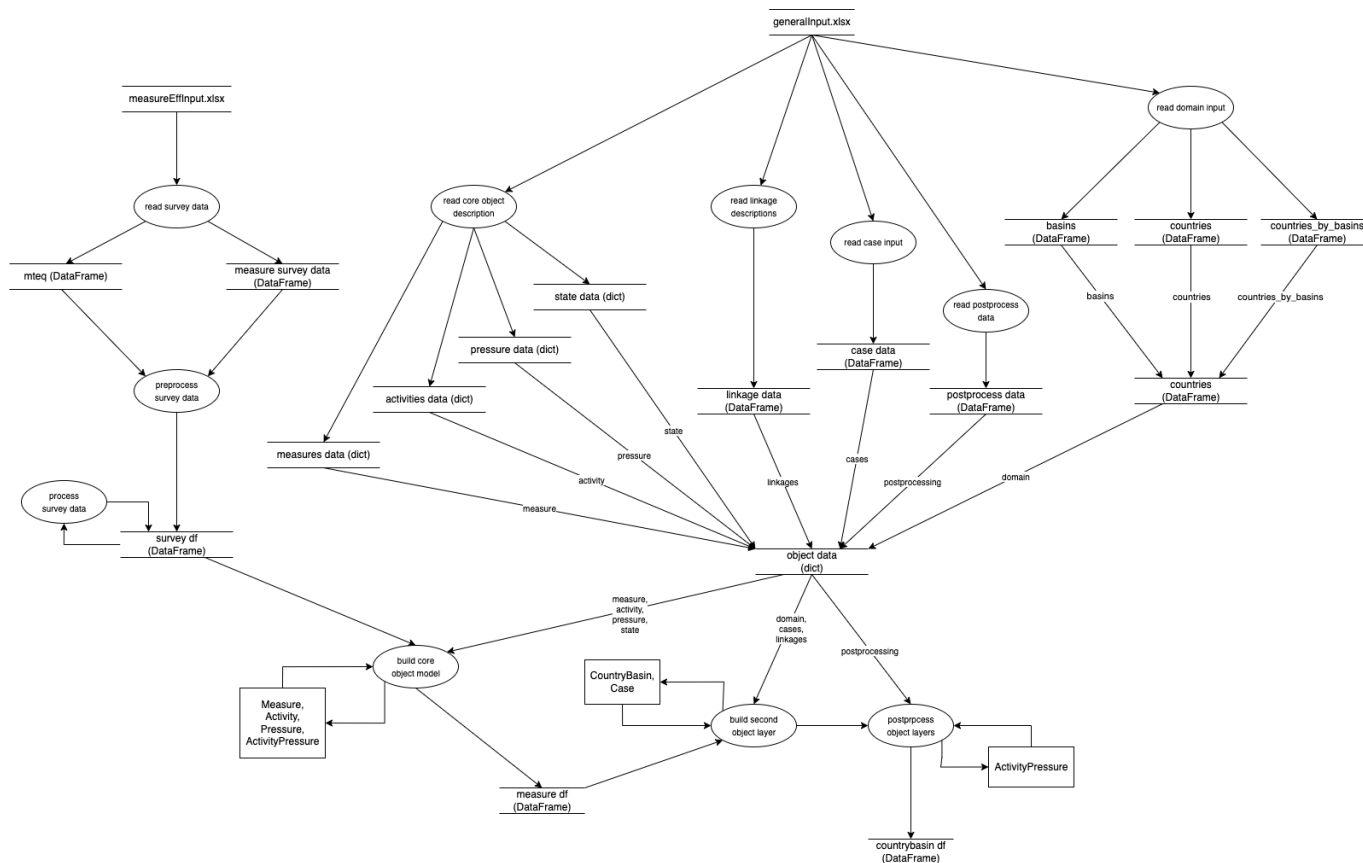 generalInput.xlsx
measureEffInput.xlsx
read domain input
read survey data
read core object
description
read linkage
descriptions
read case input
basins
(DataFrame)
countries
(DataFrame)
countries_by_basins
(DataFrame)
mteq (DataFrame)
measure survey data
(DataFrame)
state data (dict)
read postprocess
data
basins
countries
countries_by_basins
pressure data (dict)
case data
(DataFrame)
preprocess
survey data
activities data (dict)
linkage data
(DataFrame)
postprocess data
(DataFrame)
countries
(DataFrame)
state
measures data (dict)
pressure
cases
activity
linkages
postprocessing
domain
process
survey data
measure
survey df
(DataFrame)
object data
(dict)
measure,
activity,
pressure,
state
domain,
cases,
linkages
postprocessing
build core
object model
CountryBasin,
Case
Measure,
Activity,
Pressure,
ActivityPressure
build second
object layer
postprpcess
object layers
ActivityPressure
measure df
(DataFrame)
countrybasin df
(DataFrame)